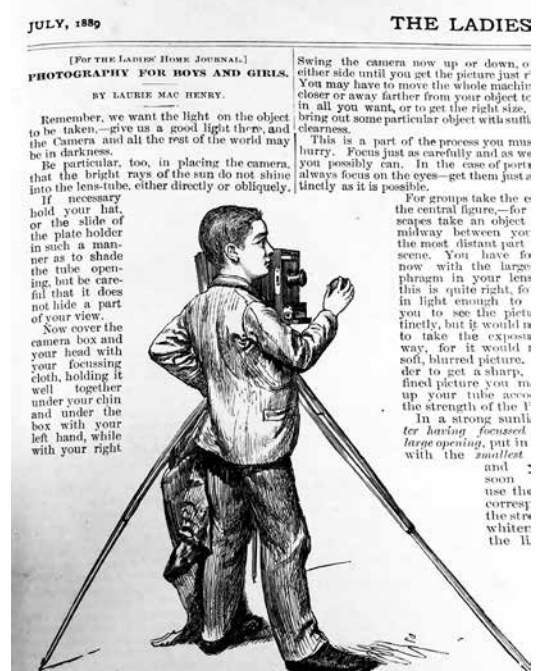 JULY, 1889
THE LADIES
[For the Ladies' Home Journal.]
PHOTOGRAPHY FOR BOYS AND GIRLS.
BY LAURIE MAC HENRY.
Remember, we want the light on the object
to be taken,—give us a good light there, and
the Camera and all the rest of the world may
be in darkness.
Be particular, too, in placing the camera,
that the bright rays of the sun do not shine
into the lens-tube, either directly or obliquely.
If necessary
hold your hat,
or the slide of
the plate holder
in such a man-
ner as to shade
the tube open-
ing, but be care-
ful that it does
not hide a part
of your view.
Now cover the
camera box and
your head with
your focussing
cloth, holding it
well together
under your chin
and under the
box with your
left hand, while
with your right
Swing the camera now up or down, o
either side until you get the picture just r
You may have to move the whole machin
closer or away farther from your object to
in all you want, or to get the right size,
bring out some particular object with suffi
clearness.
This is a part of the process you mus
hurry. Focus just as carefully and as we
you possibly can. In the case of port
always focus on the eyes—get them just a
tinctly as it is possible.
For groups take the e
the central figure,—for
scapes take an object
midway between you
the most distant part
scene. You have fo
now with the large
phragm in your lens
this is quite right, fo
in light enough to
you to see the pictu
tinctly, but it would n
to take the exposu
way, for it would
soft, blurred picture.
der to get a sharp,
fined picture you m
up your tube acco
the strength of the l
In a strong sunli
ter having focussed
large opening, put in
with the smallest
and
soon
use the
corresp
the stre
whiter
the li